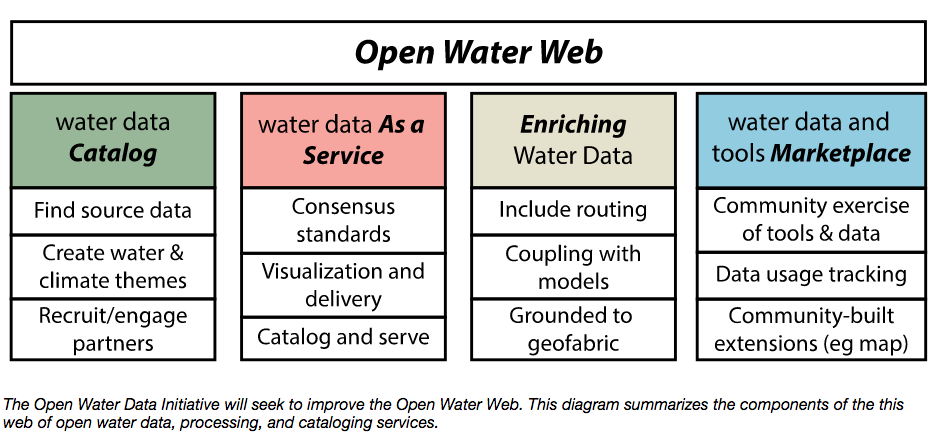 Open Water Web
water data
Catalog
Find source data
Create water &
climate themes
Recruit/engage
partners
water data As a
Service
Consensus
standards
Visualization and
delivery
Catalog and serve
Enriching
Water Data
Include routing
Coupling with
models
Grounded to
geofabric
water data and
tools Marketplace
Community exercise
of tools & data
Data usage tracking
Community-built
extensions (eg map)
The Open Water Data Initiative will seek to improve the Open Water Web. This diagram summarizes the components of the this
web of open water data, processing, and cataloging services.